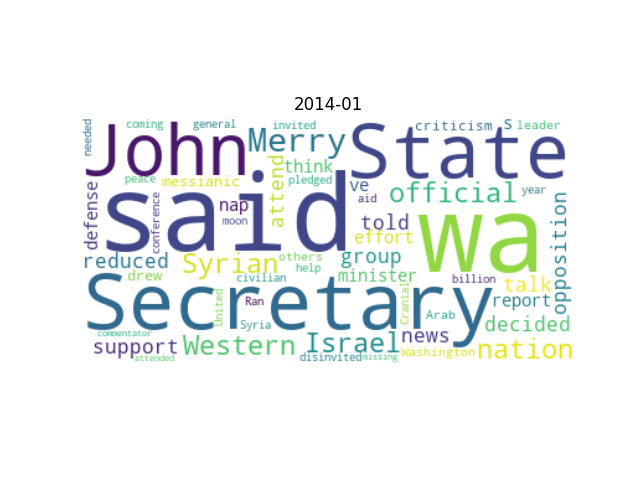 2014-01
needed
coming
general
invited
criticism
s
leader
John
Merry
State
think
peace
messianic
attend
pledged
ve
aid
official
year
defense
conference
nap
moon
said
told
wa
opposition
effort
reduced
Syrian
others
group
drew
civilian
help
minister
billion
talk
Secretary
United
Ran
Syria
Cranial
Arab
report
commentator
support
Western
Israel
news
decided
attended
disinvited
missing
Washington
nation